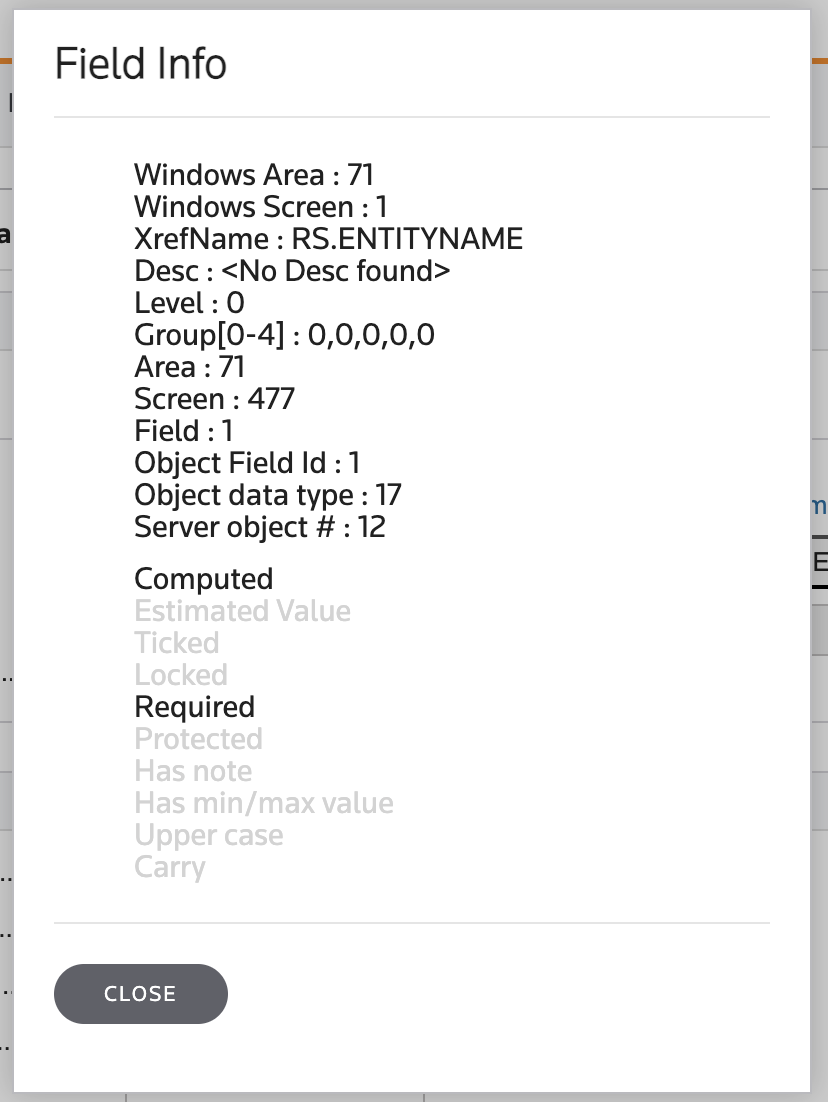 Field Info
Windows Area : 71
Windows Screen : 1
XrefName : RS.ENTITYNAME
Desc : <No Desc found>
Level : 0
Group[0-4] : 0,0,0,0,0
Area : 71
Screen : 477
Field : 1
Object Field Id : 1
Object data type : 17
Server object # : 12
Computed
Estimated Value
Ticked
Locked
Required
Protected
Has note
Has min/max value
Upper case
Carry
CLOSE